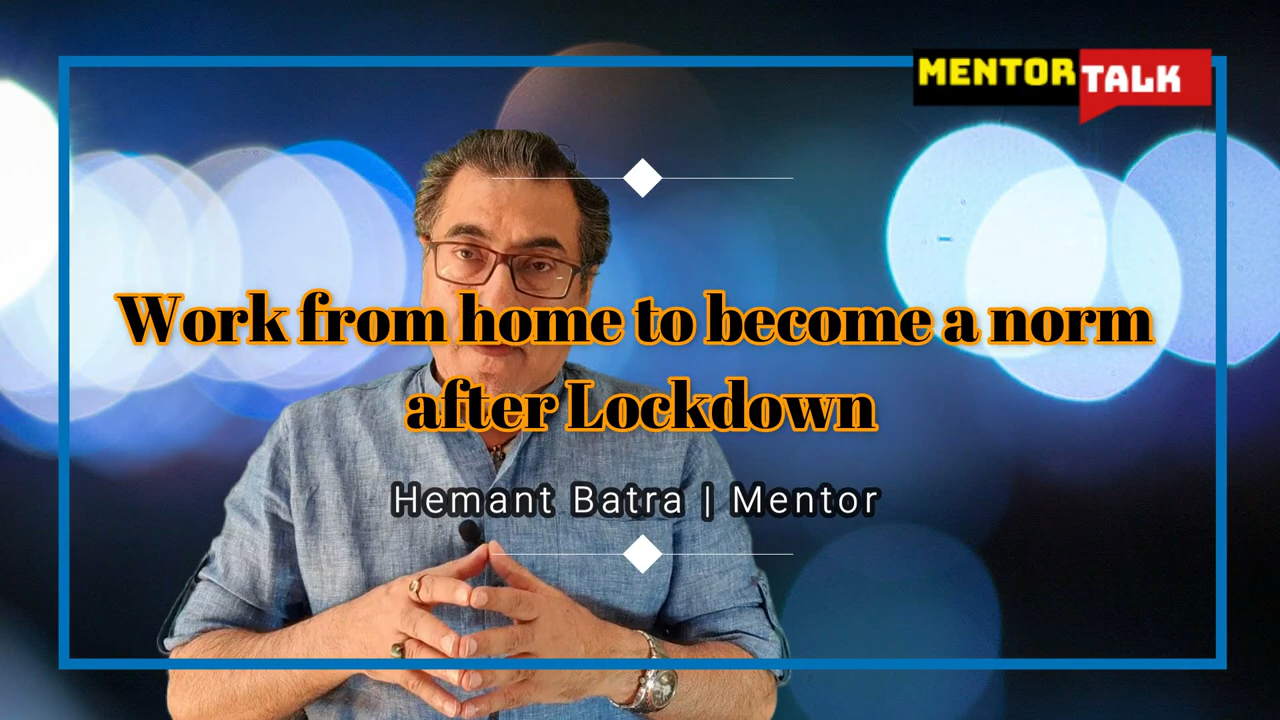 MENTOR TALK
Work from home to become a norm
after Lockdown
Hemant Batra | Mentor